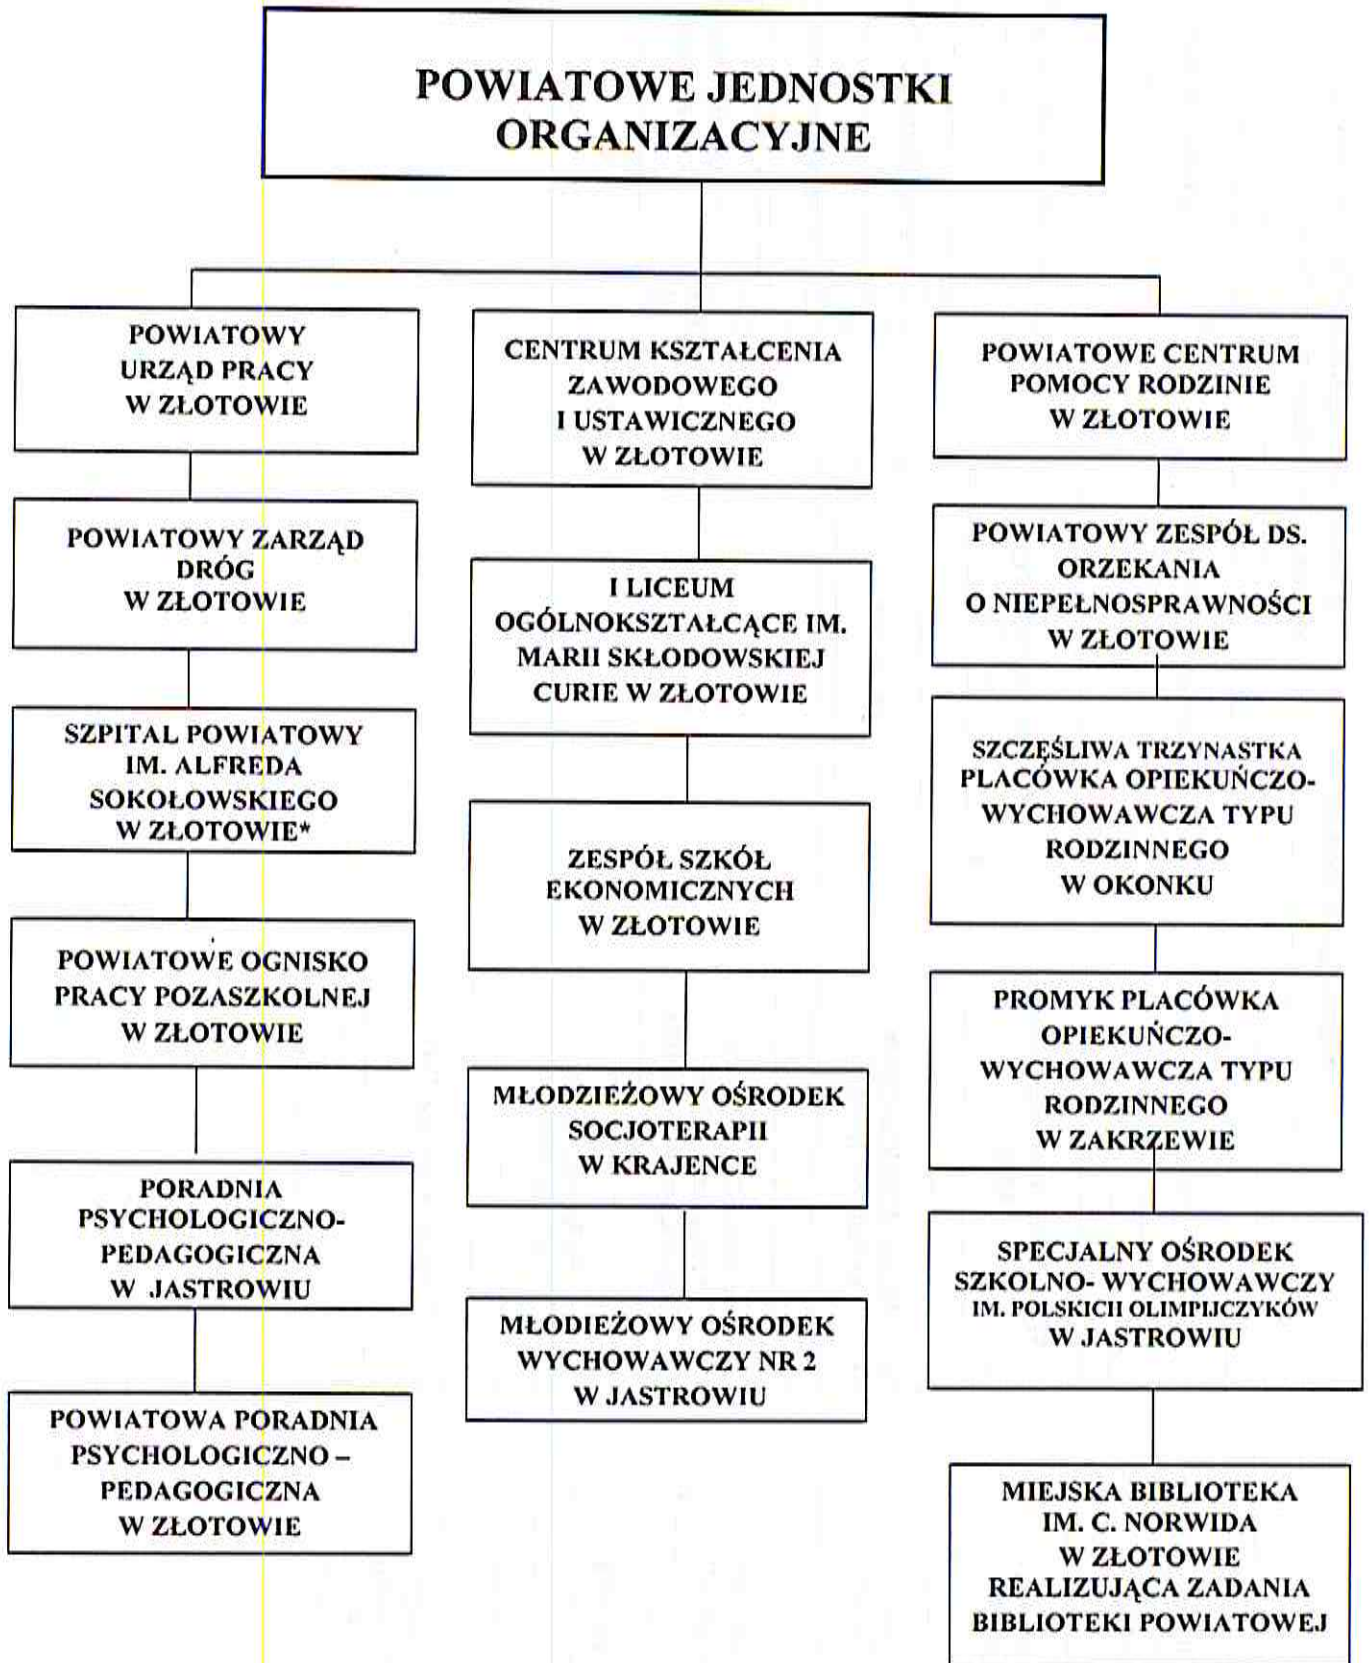 POWIATOWE JEDNOSTKI
ORGANIZACYJNE
POWIATOWY
URZĄD PRACY
W ZŁOTOWIE
POWIATOWY ZARZĄD
DRÓG
W ZŁOTOWIE
SZPITAL POWIATOWY
IM. ALFREDA
SOKOŁOWSKIEGO
W ZŁOTOWIE*
POWIATOWE OGNISKO
PRACY POZASZKOLNEJ
W ZŁOTOWIE
PORADNIA
PSYCHOLOGICZNO-
PEDAGOGICZNA
W JASTROWIU
POWIATOWA PORADNIA
PSYCHOLOGICZNO –
PEDAGOGICZNA
W ZŁOTOWIE
CENTRUM KSZTAŁCENIA
ZAWODOWEGO
I USTAWICZNEGO
W ZŁOTOWIE
I LICEUM
OGÓLNOKSZTAŁCĄCE IM.
MARII SKŁODOWSKIEJ
CURIE W ZŁOTOWIE
ZESPÓŁ SZKÓŁ
EKONOMICZNYCH
W ZŁOTOWIE
MŁODZIEŻOWY OŚRODEK
SOCJOTERAPII
W KRAJENCE
MŁODIEŻOWY OŚRODEK
WYCHOWAWCZY NR 2
W JASTROWIU
POWIATOWE CENTRUM
POMOCY RODZINIE
W ZŁOTOWIE
POWIATOWY ZESPÓŁ DS.
ORZEKANIA
O NIEPEŁNOSPRAWNOŚCI
W ZŁOTOWIE
SZCZĘŚLIWA TRZYNASTKA
PLACÓWKA OPIEKUŃCZO-
WYCHOWAWCZA TYPU
RODZINNEGO
W OKONKU
PROMYK PLACÓWKA
OPIEKUŃCZO-
WYCHOWAWCZA TYPU
RODZINNEGO
W ZAKRZEWIE
SPECJALNY OŚRODEK
SZKOLNO- WYCHOWAWCZY
IM. POLSKICH OLIMPIJCZYKÓW
W JASTROWIU
MIEJSKA BIBLIOTEKA
IM. C. NORWIDA
W ZŁOTOWIE
REALIZUJĄCA ZADANIA
BIBLIOTEKI POWIATOWEJ